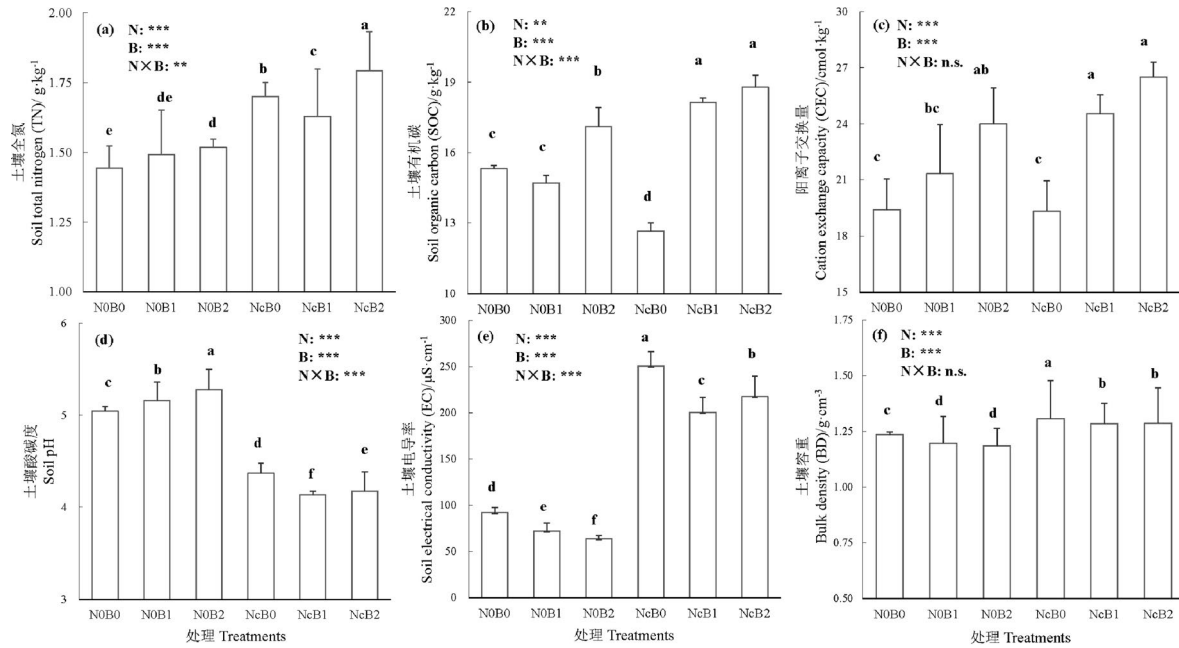 (a)
N: ***
B: ***
N×B: **
土壤全氮
Soil total nitrogen (TN)/ g·kg-1
2.00
1.75
1.50
1.25
1.00
e
de
d
b
c
a
N0B0
N0B1
N0B2
NcB0
NcB1
NcB2
(b)
N: **
B: ***
N×B: ***
土壤有机碳
Soil organic carbon (SOC)/g·kg-1
22
19
16
13
10
c
c
b
d
a
a
N0B0
N0B1
N0B2
NcB0
NcB1
NcB2
(c)
N: ***
B: ***
N×B: n.s.
阳离子交换量
Cation exchange capacity (CEC)/cmol·kg-1
30
27
24
21
19
15
c
bc
ab
c
a
a
N0B0
N0B1
N0B2
NcB0
NcB1
NcB2
(d)
N: ***
B: ***
N×B: ***
土壤酸碱度
Soil pH
6
5
4
3
c
b
a
d
f
e
N0B0
N0B1
N0B2
NcB0
NcB1
NcB2
处理 Treatments
(e)
N: ***
B: ***
N×B: ***
土壤电导率
Soil electrical conductivity (EC)/μS·cm-1
300
250
200
150
100
50
0
d
e
f
a
c
b
N0B0
N0B1
N0B2
NcB0
NcB1
NcB2
处理 Treatments
(f)
N: ***
B: ***
N×B: n.s.
土壤容重
Bulk density (BD)/g·cm-3
1.75
1.50
1.25
1.00
0.75
0.50
c
d
d
a
b
b
N0B0
N0B1
N0B2
NcB0
NcB1
NcB2
处理 Treatments